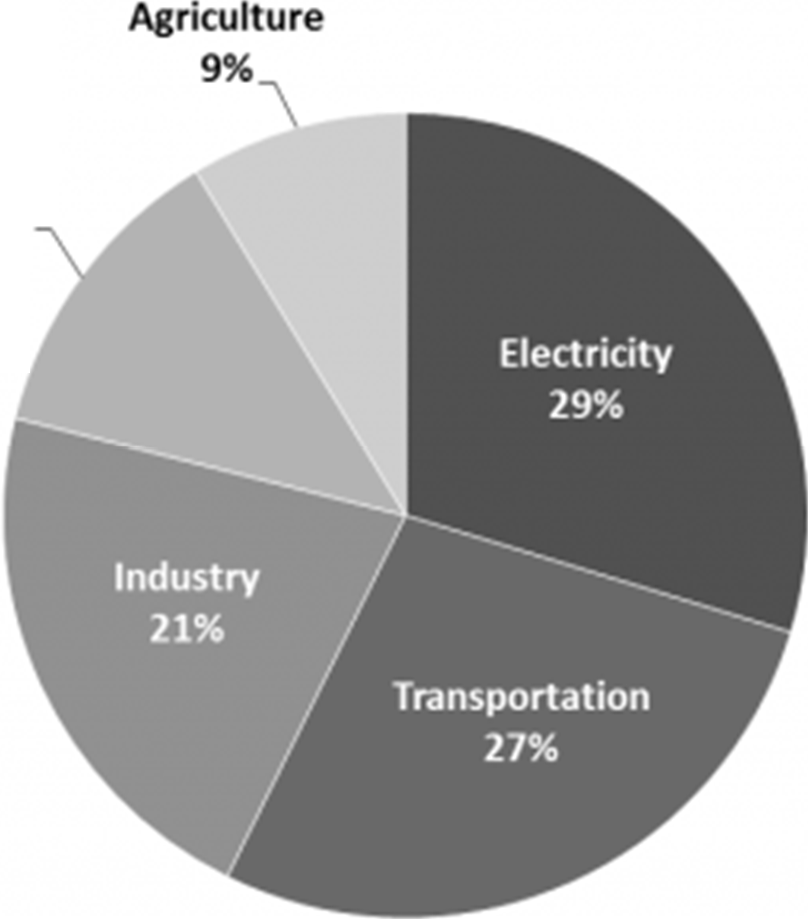 Agriculture
9%
Electricity
29%
Industry
21%
Transportation
27%